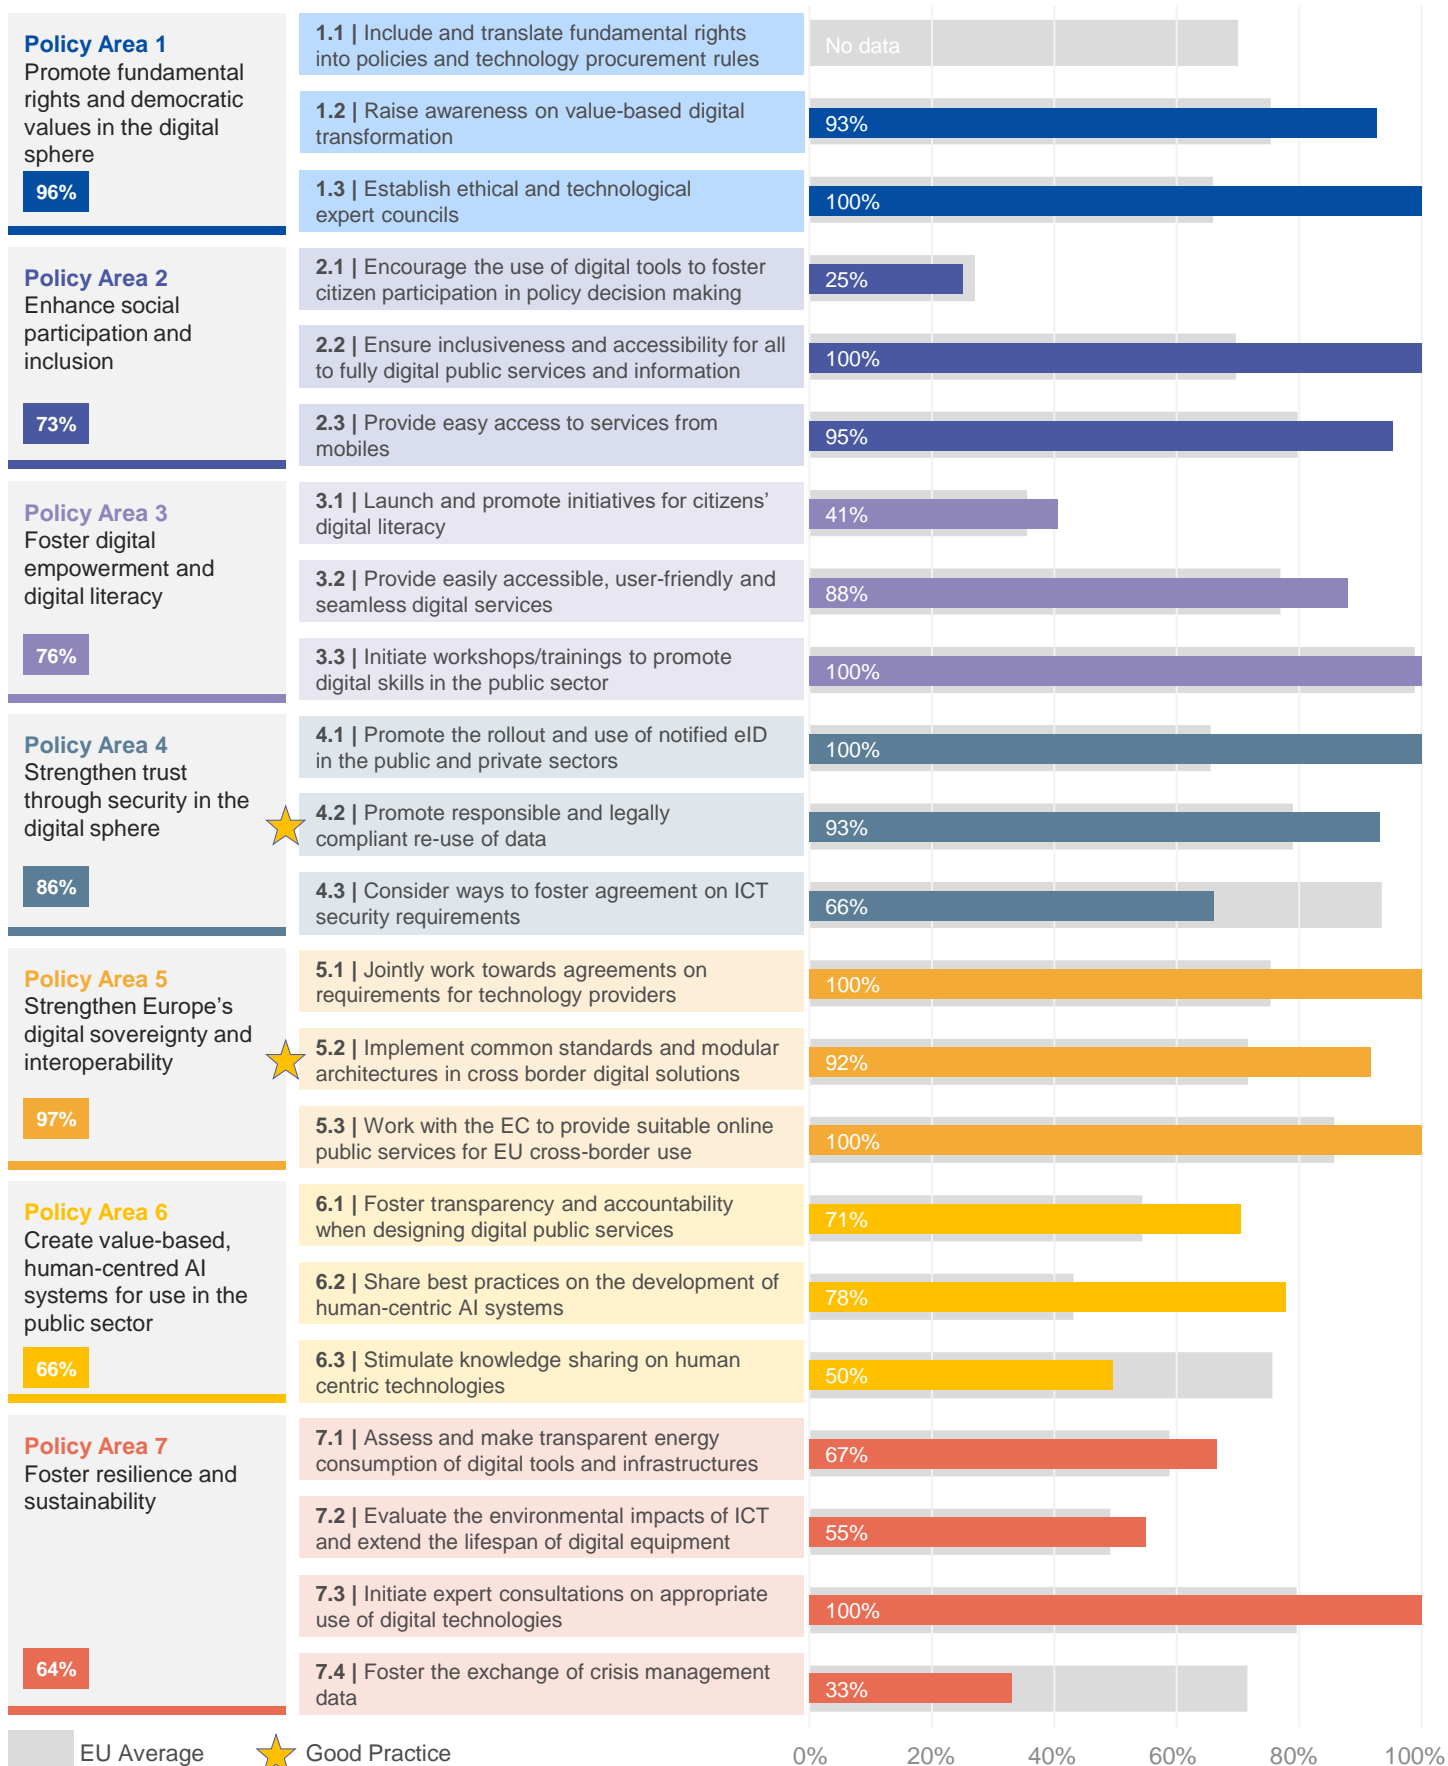 Policy Area 1
Promote fundamental
rights and democratic
values in the digital
sphere
96%
1.1 | Include and translate fundamental rights
into policies and technology procurement rules
No data
1.2 | Raise awareness on value-based digital
transformation
93%
1.3 | Establish ethical and technological
expert councils
100%
Policy Area 2
Enhance social
participation and
inclusion
73%
2.1 | Encourage the use of digital tools to foster
citizen participation in policy decision making
25%
2.2 | Ensure inclusiveness and accessibility for all
to fully digital public services and information
100%
2.3 | Provide easy access to services from
mobiles
95%
Policy Area 3
Foster digital
empowerment and
digital literacy
76%
3.1 | Launch and promote initiatives for citizens’
digital literacy
41%
3.2 | Provide easily accessible, user-friendly and
seamless digital services
88%
3.3 | Initiate workshops/trainings to promote
digital skills in the public sector
100%
Policy Area 4
Strengthen trust
through security in the
digital sphere
86%
4.1 | Promote the rollout and use of notified eID
in the public and private sectors
100%
4.2 | Promote responsible and legally
compliant re-use of data
93%
4.3 | Consider ways to foster agreement on ICT
security requirements
66%
Policy Area 5
Strengthen Europe’s
digital sovereignty and
interoperability
97%
5.1 | Jointly work towards agreements on
requirements for technology providers
100%
5.2 | Implement common standards and modular
architectures in cross border digital solutions
92%
5.3 | Work with the EC to provide suitable online
public services for EU cross-border use
100%
Policy Area 6
Create value-based,
human-centred AI
systems for use in the
public sector
66%
6.1 | Foster transparency and accountability
when designing digital public services
71%
6.2 | Share best practices on the development of
human-centric AI systems
78%
6.3 | Stimulate knowledge sharing on human
centric technologies
50%
Policy Area 7
Foster resilience and
sustainability
64%
7.1 | Assess and make transparent energy
consumption of digital tools and infrastructures
67%
7.2 | Evaluate the environmental impacts of ICT
and extend the lifespan of digital equipment
55%
7.3 | Initiate expert consultations on appropriate
use of digital technologies
100%
7.4 | Foster the exchange of crisis management
data
33%
EU Average
Good Practice
0% 20% 40% 60% 80% 100%